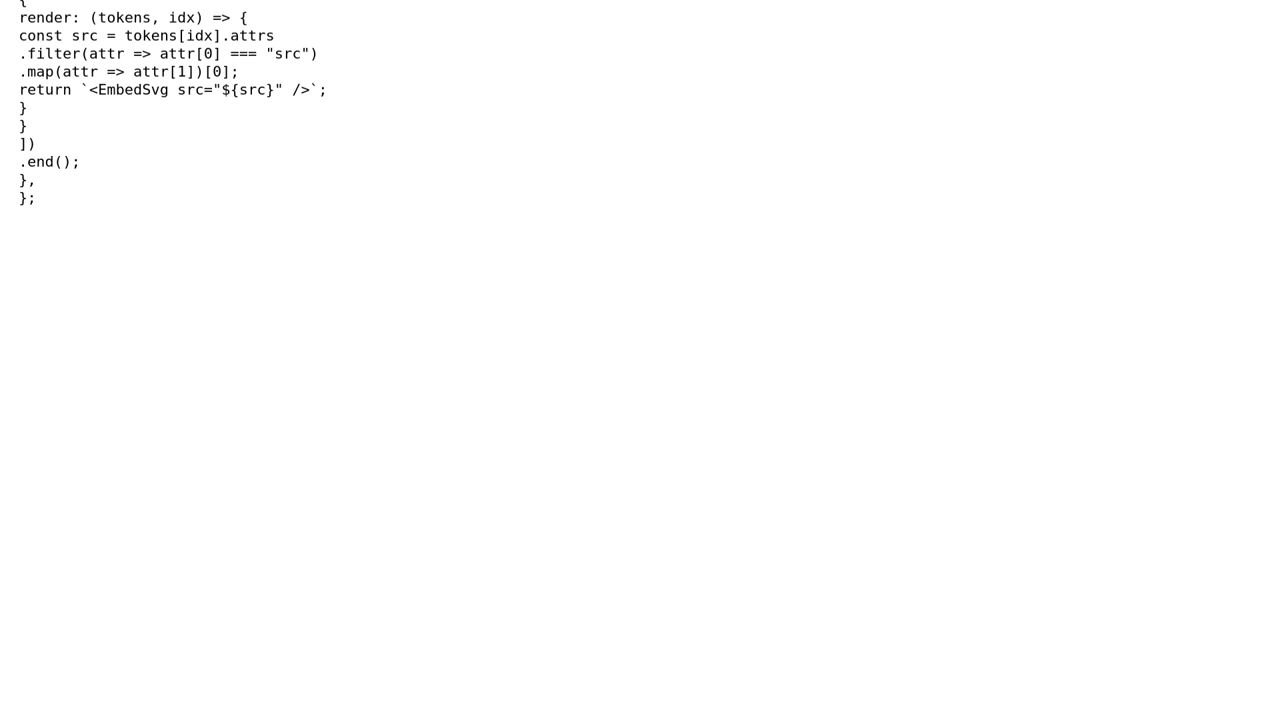 {
render: (tokens, idx) => {
const src = tokens[idx].attrs
.filter(attr => attr[0] === "src")
.map(attr => attr[1])[0];
return `<EmbedSvg src="${src}" />`;
}
}
])
.end();
},
};